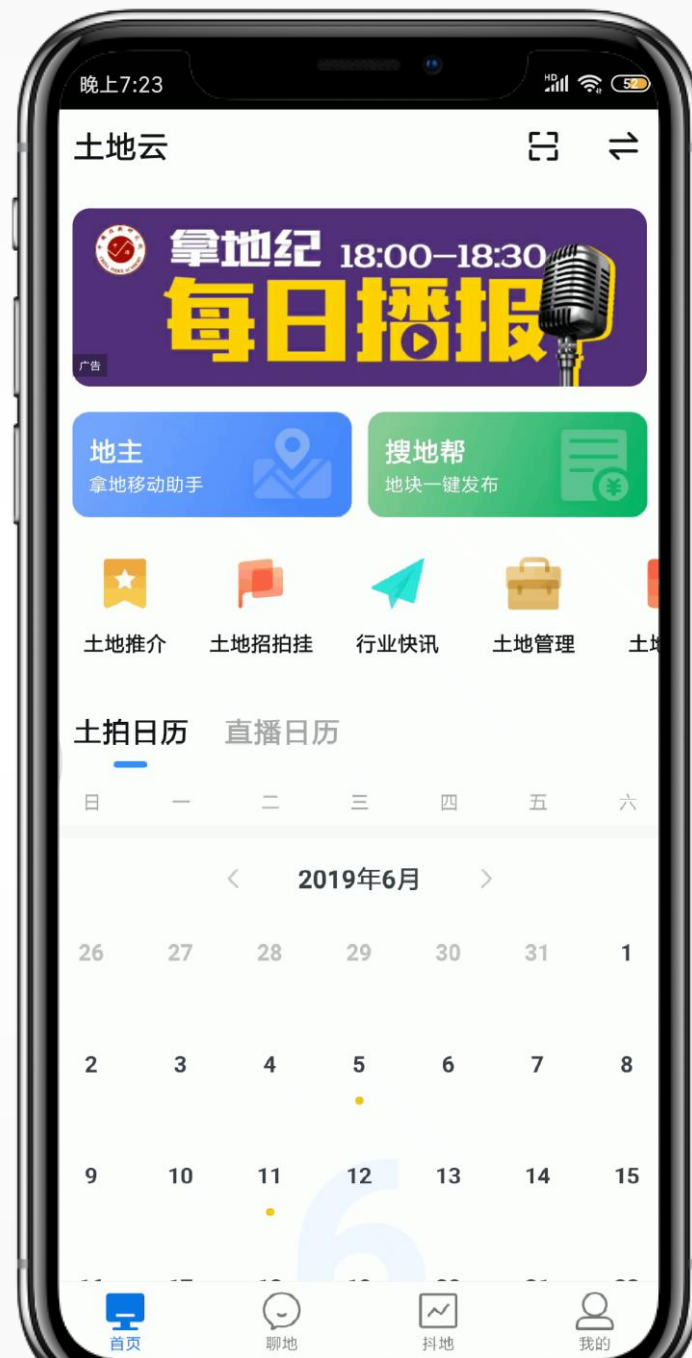 晚上7:23
HD
52
土地云
拿地纪 18:00–18:30
每日播报
广告
地主
拿地移动助手
搜地帮
地块一键发布
土地推介
土地招拍挂
行业快讯
土地管理
土地
土拍日历
直播日历
日 一 二 三 四 五 六
2019年6月
26 27 28 29 30 31 1
2 3 4 5 6 7 8
9 10 11 12 13 14 15
6
首页
聊地
抖地
我的